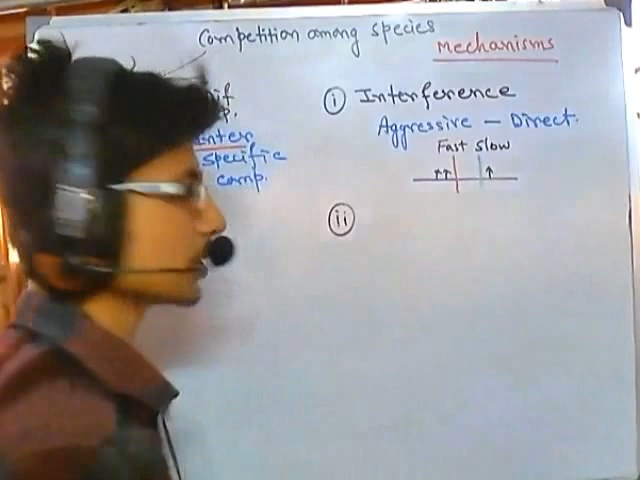 Competition among species
Mechanisms
Inter
specific
comp.
(i) Interference
Aggressive - Direct.
Fast Slow
(ii)